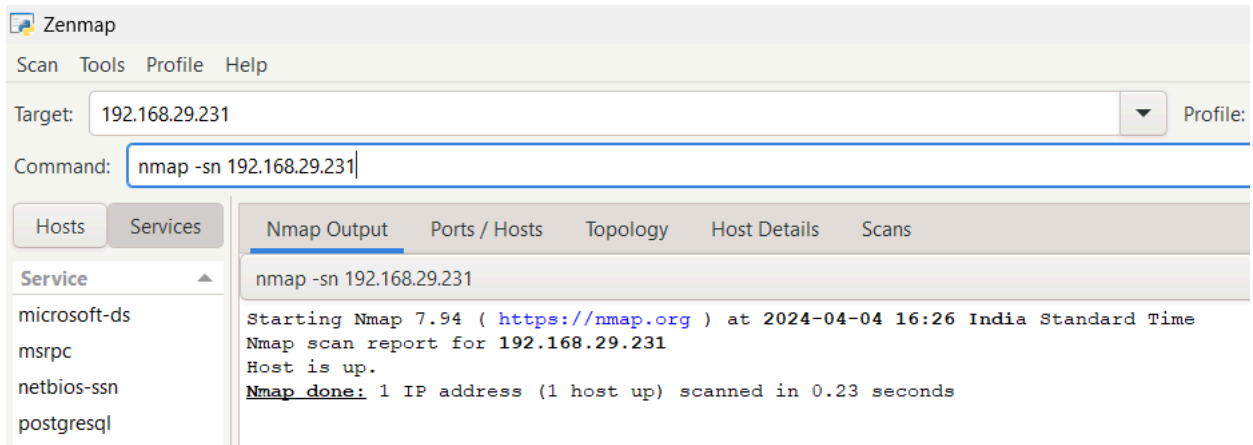 Zenmap
Scan Tools Profile Help
Target: 192.168.29.231 Profile:
Command: nmap -sn 192.168.29.231
Hosts Services
Nmap Output Ports / Hosts Topology Host Details Scans
Service
nmap -sn 192.168.29.231
microsoft-ds
msrpc
netbios-ssn
postgresql
Starting Nmap 7.94 ( https://nmap.org ) at 2024-04-04 16:26 India Standard Time
Nmap scan report for 192.168.29.231
Host is up.
Nmap done: 1 IP address (1 host up) scanned in 0.23 seconds